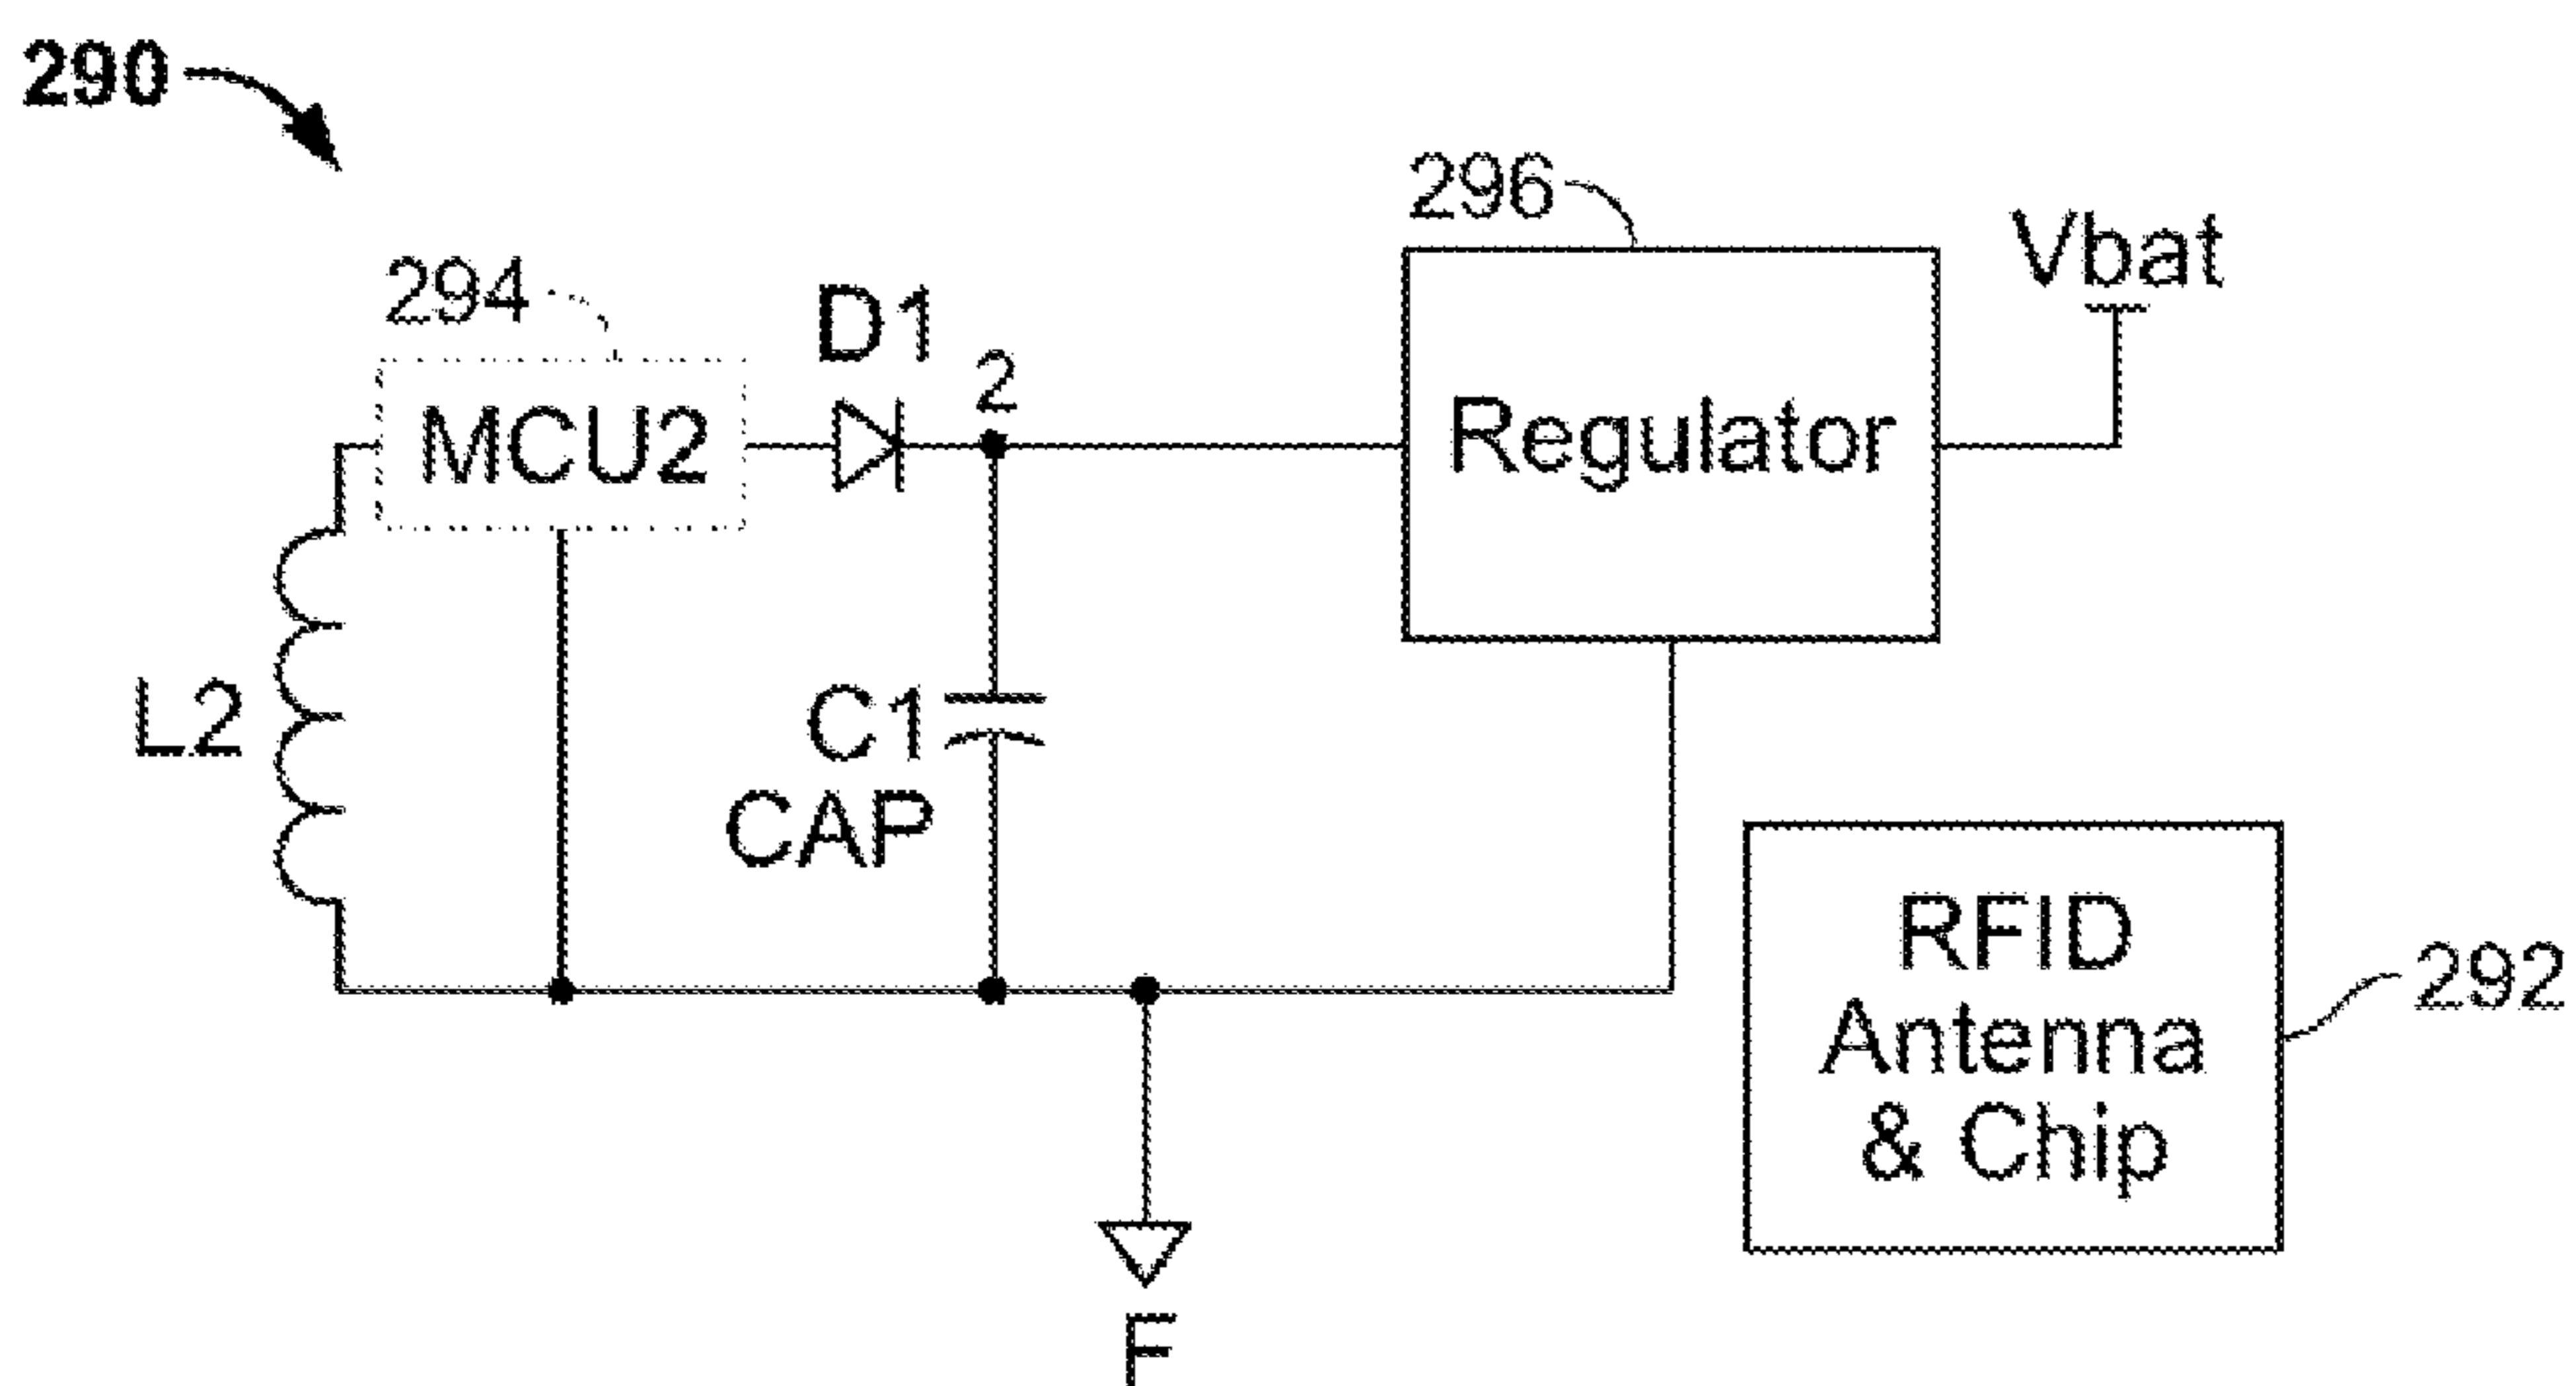 290
296
Vbat
294
D1
2
MCU2
Regulator
L2
C1
CAP
RFID
Antenna
& Chip
292
F